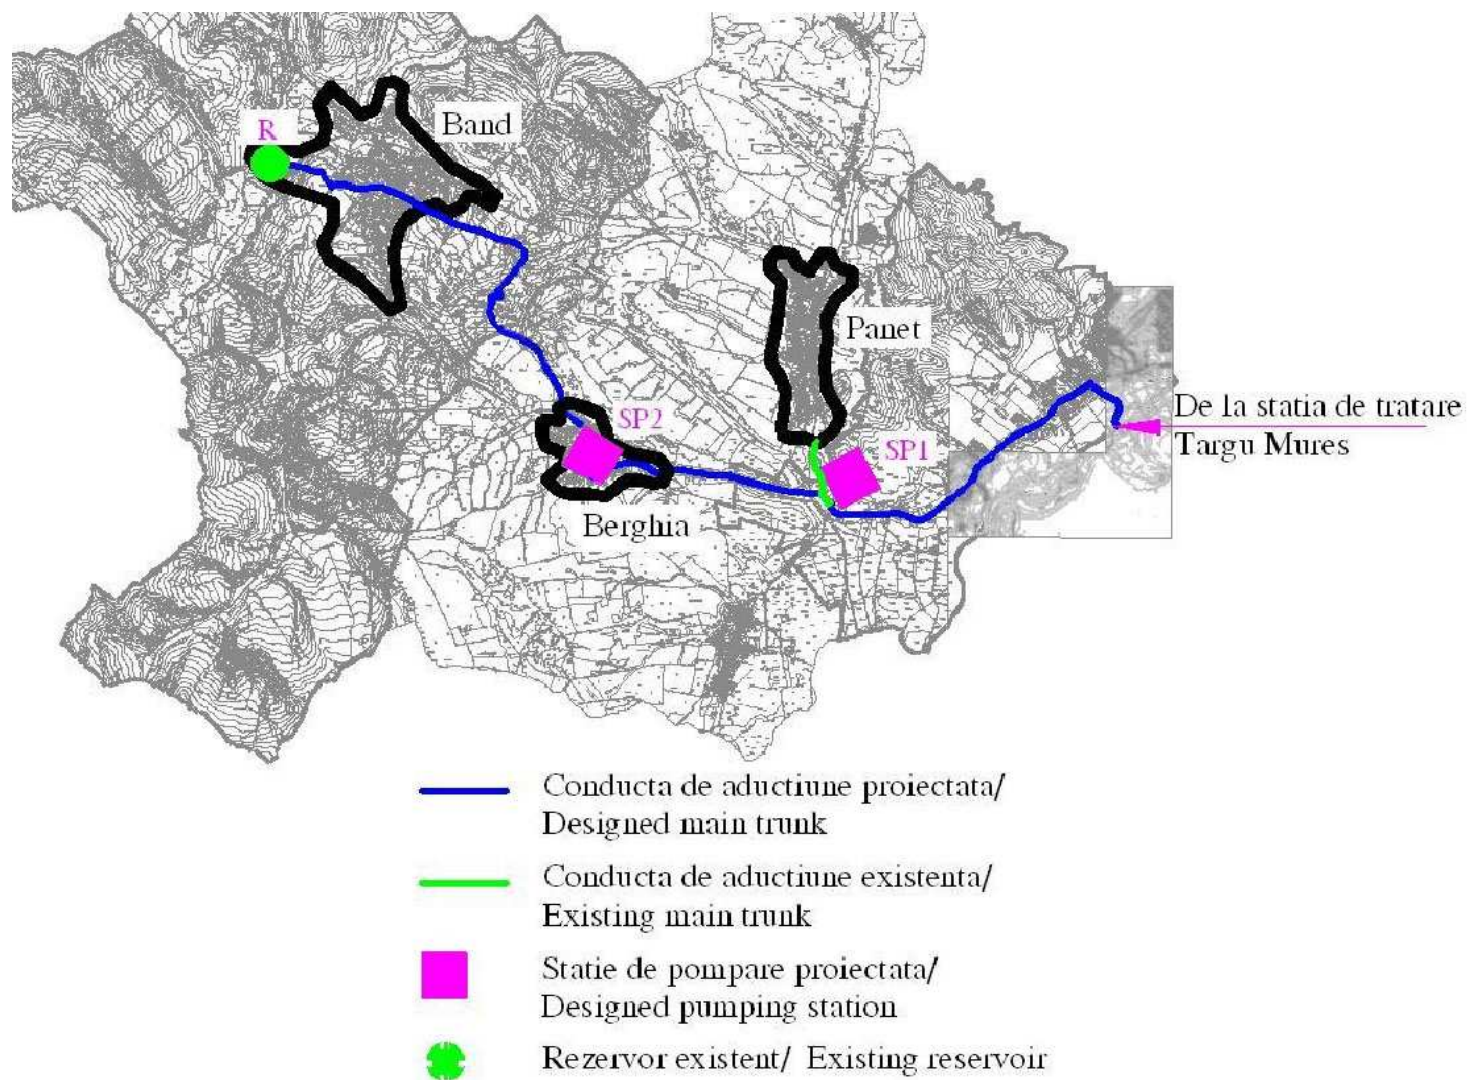 R
Band
Panet
SP2
De la statia de tratare
Targu Mures
SP1
Berghia
Conducta de aductiune proiectata/
Designed main trunk
Conducta de aductiune existenta/
Existing main trunk
Statie de pompare proiectata/
Designed pumping station
Rezervor existent/ Existing reservoir